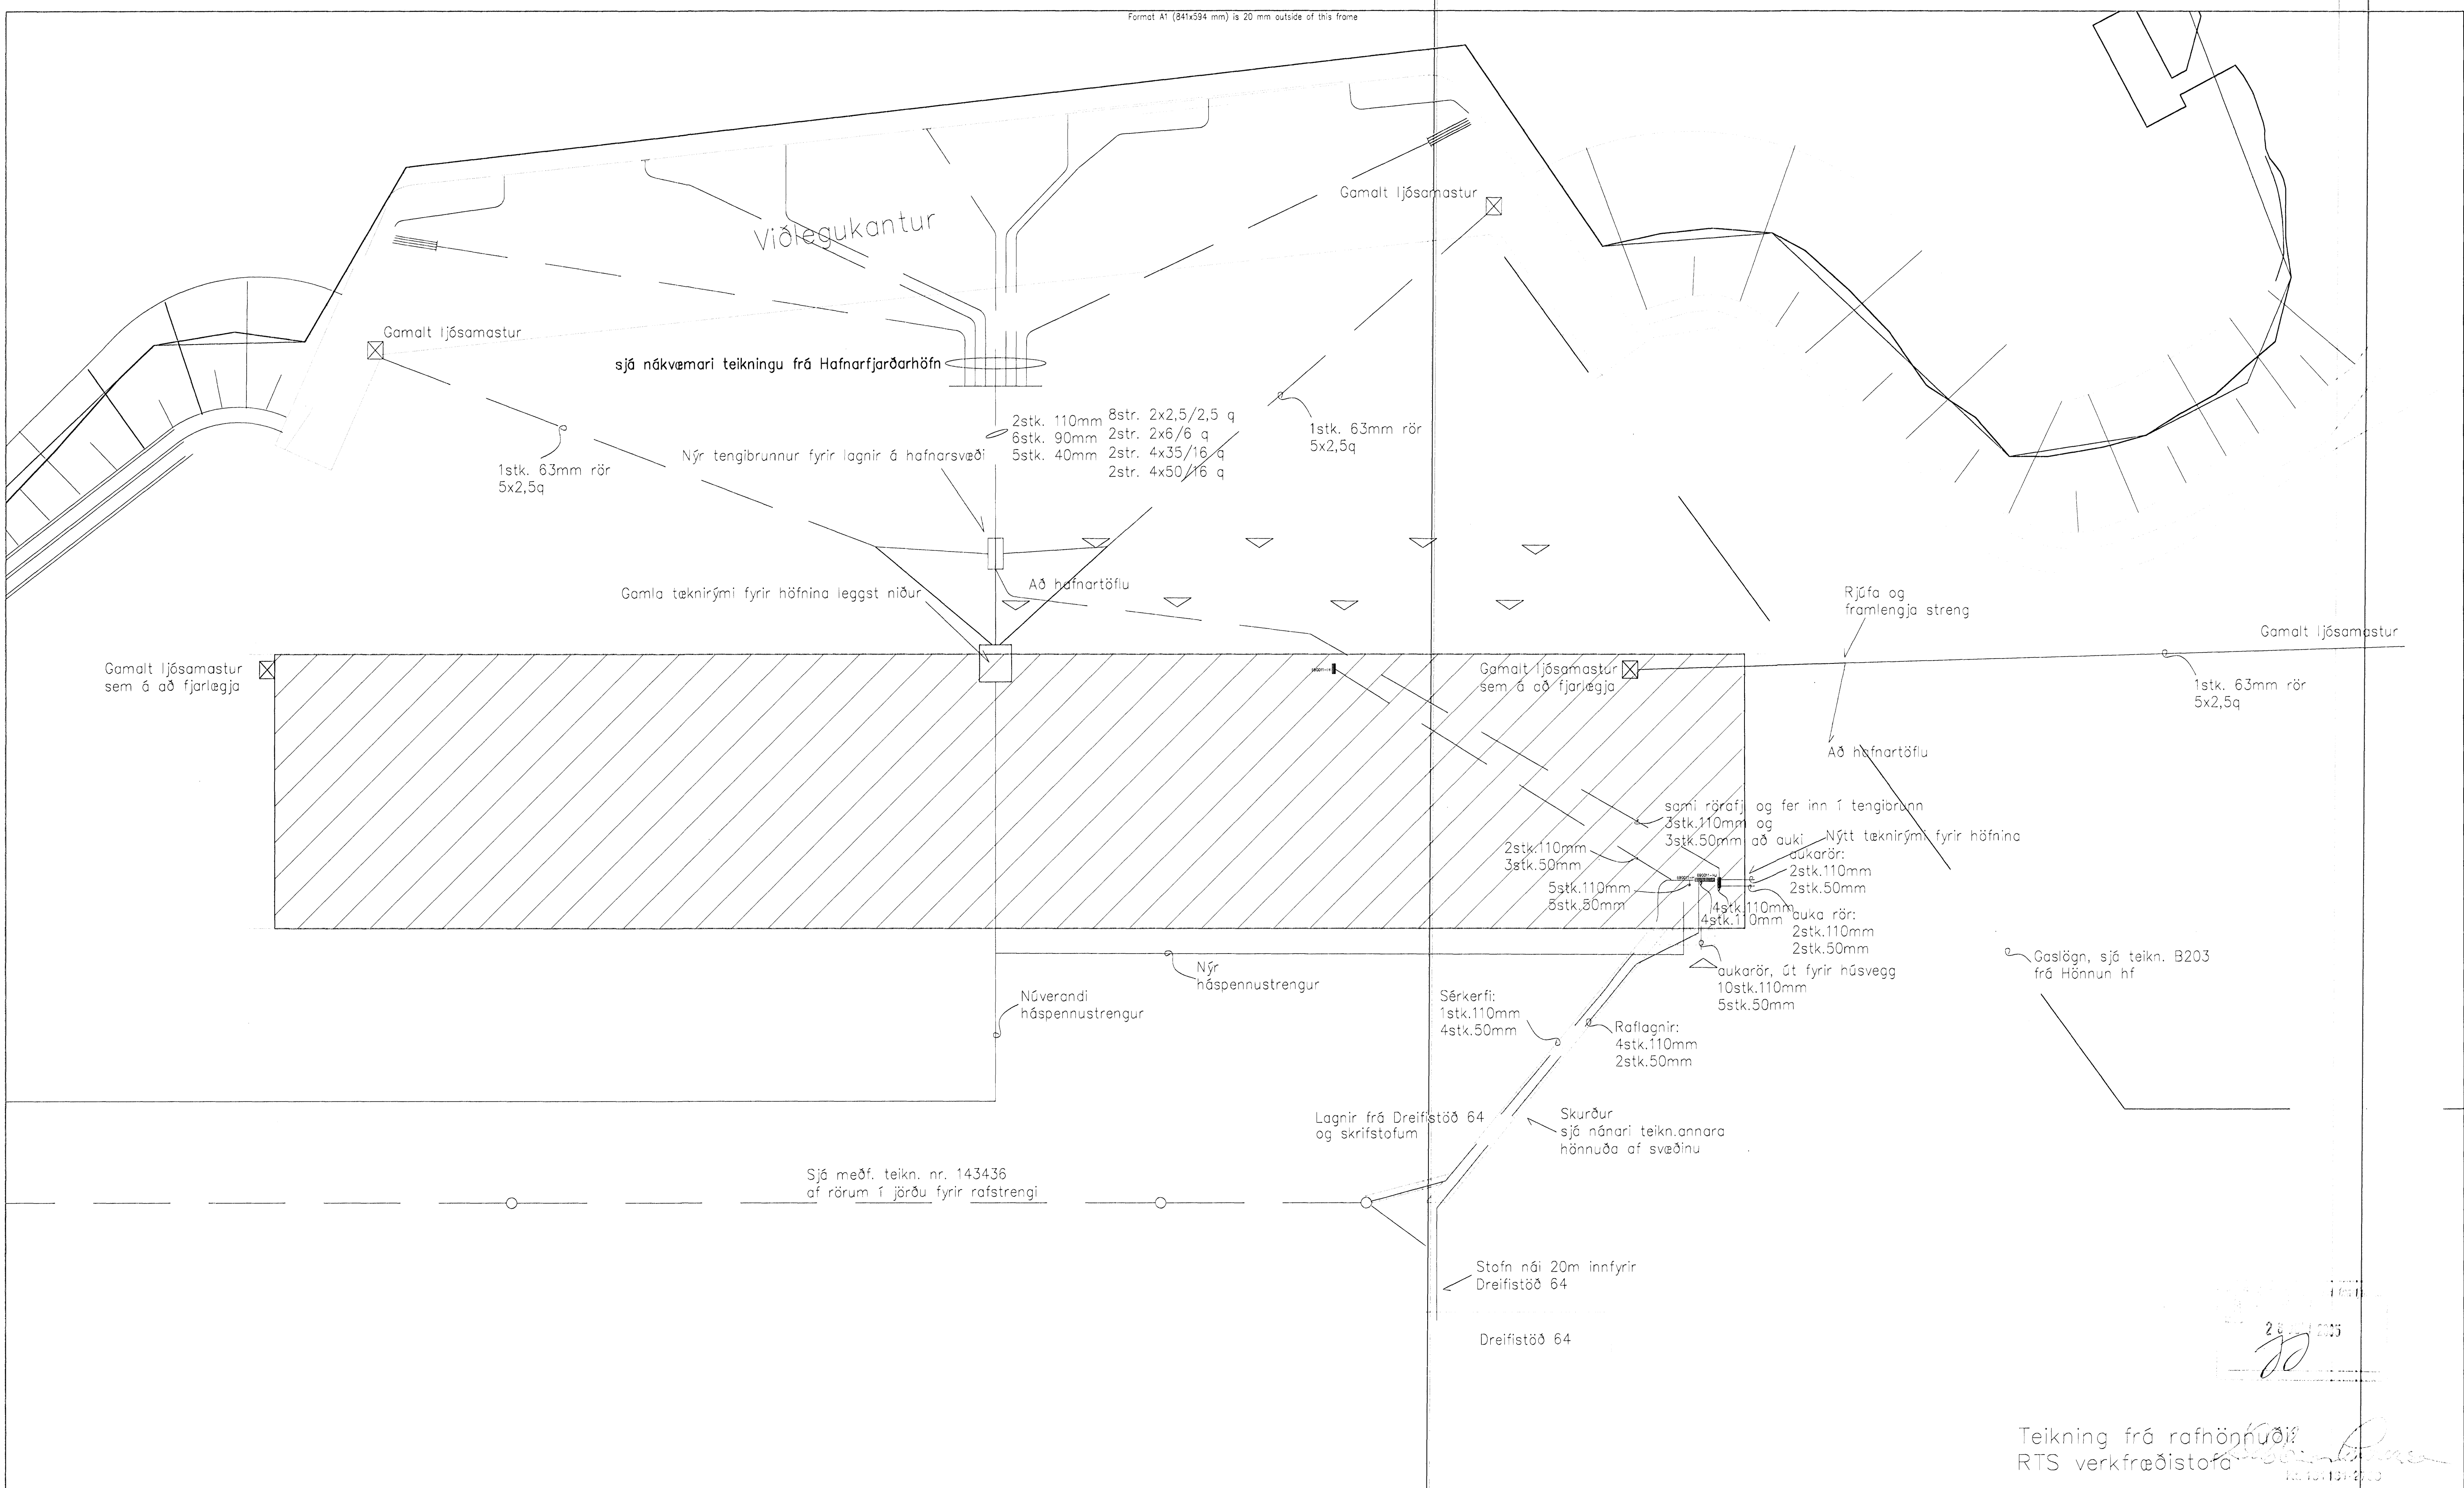 Format A1 (841x594 mm) is 20 mm outside of this frame
Gamalt ljósamastur
Viðlegukantur
Gamalt ljósamastur
sjá nákvæmari teikningu frá Hafnarfjarðarhöfn
2stk. 110mm
6stk. 90mm
5stk. 40mm
8str. 2x2,5/2,5 q
2str. 2x6/6 q
2str. 4x35/16 q
2str. 4x50/16 q
1stk. 63mm rör
5x2,5q
Nýr tengibrunnur fyrir lagnir á hafnarsvæði
1stk. 63mm rör
5x2,5q
Að hafnartöflu
Gamla tæknirými fyrir höfnina leggst niður
Rjúfa og
framlengja streng
Gamalt ljósamastur
Gamalt ljósamastur
sem á að fjarlægja
Gamalt ljósamastur
sem á að fjarlægja
1stk. 63mm rör
5x2,5q
Að hafnartöflu
sami rörafj og fer inn í tengibrunn
3stk.110mm og
3stk.50mm að auki
Nýtt tæknirými fyrir höfnina
2stk.110mm
3stk.50mm
aukarör:
2stk.110mm
2stk.50mm
5stk.110mm
5stk.50mm
4stk.110mm
4stk.110mm
auka rör:
2stk.110mm
2stk.50mm
Gaslögn, sjá teikn. B203
frá Hönnun hf
Nýr
háspennustrengur
aukarör, út fyrir húsvegg
10stk.110mm
5stk.50mm
Núverandi
háspennustrengur
Sérkerfi:
1stk.110mm
4stk.50mm
Raflagnir:
4stk.110mm
2stk.50mm
Lagnir frá Dreifistöð 64
og skrifstofum
Skurður
sjá nánari teikn.annara
hönnuða af svæðinu
Sjá meðf. teikn. nr. 143436
af rörum í jörðu fyrir rafstrengi
Stofn nái 20m innfyrir
Dreifistöð 64
Dreifistöð 64
Teikning frá rafhönnuði:
RTS verkfræðistofa